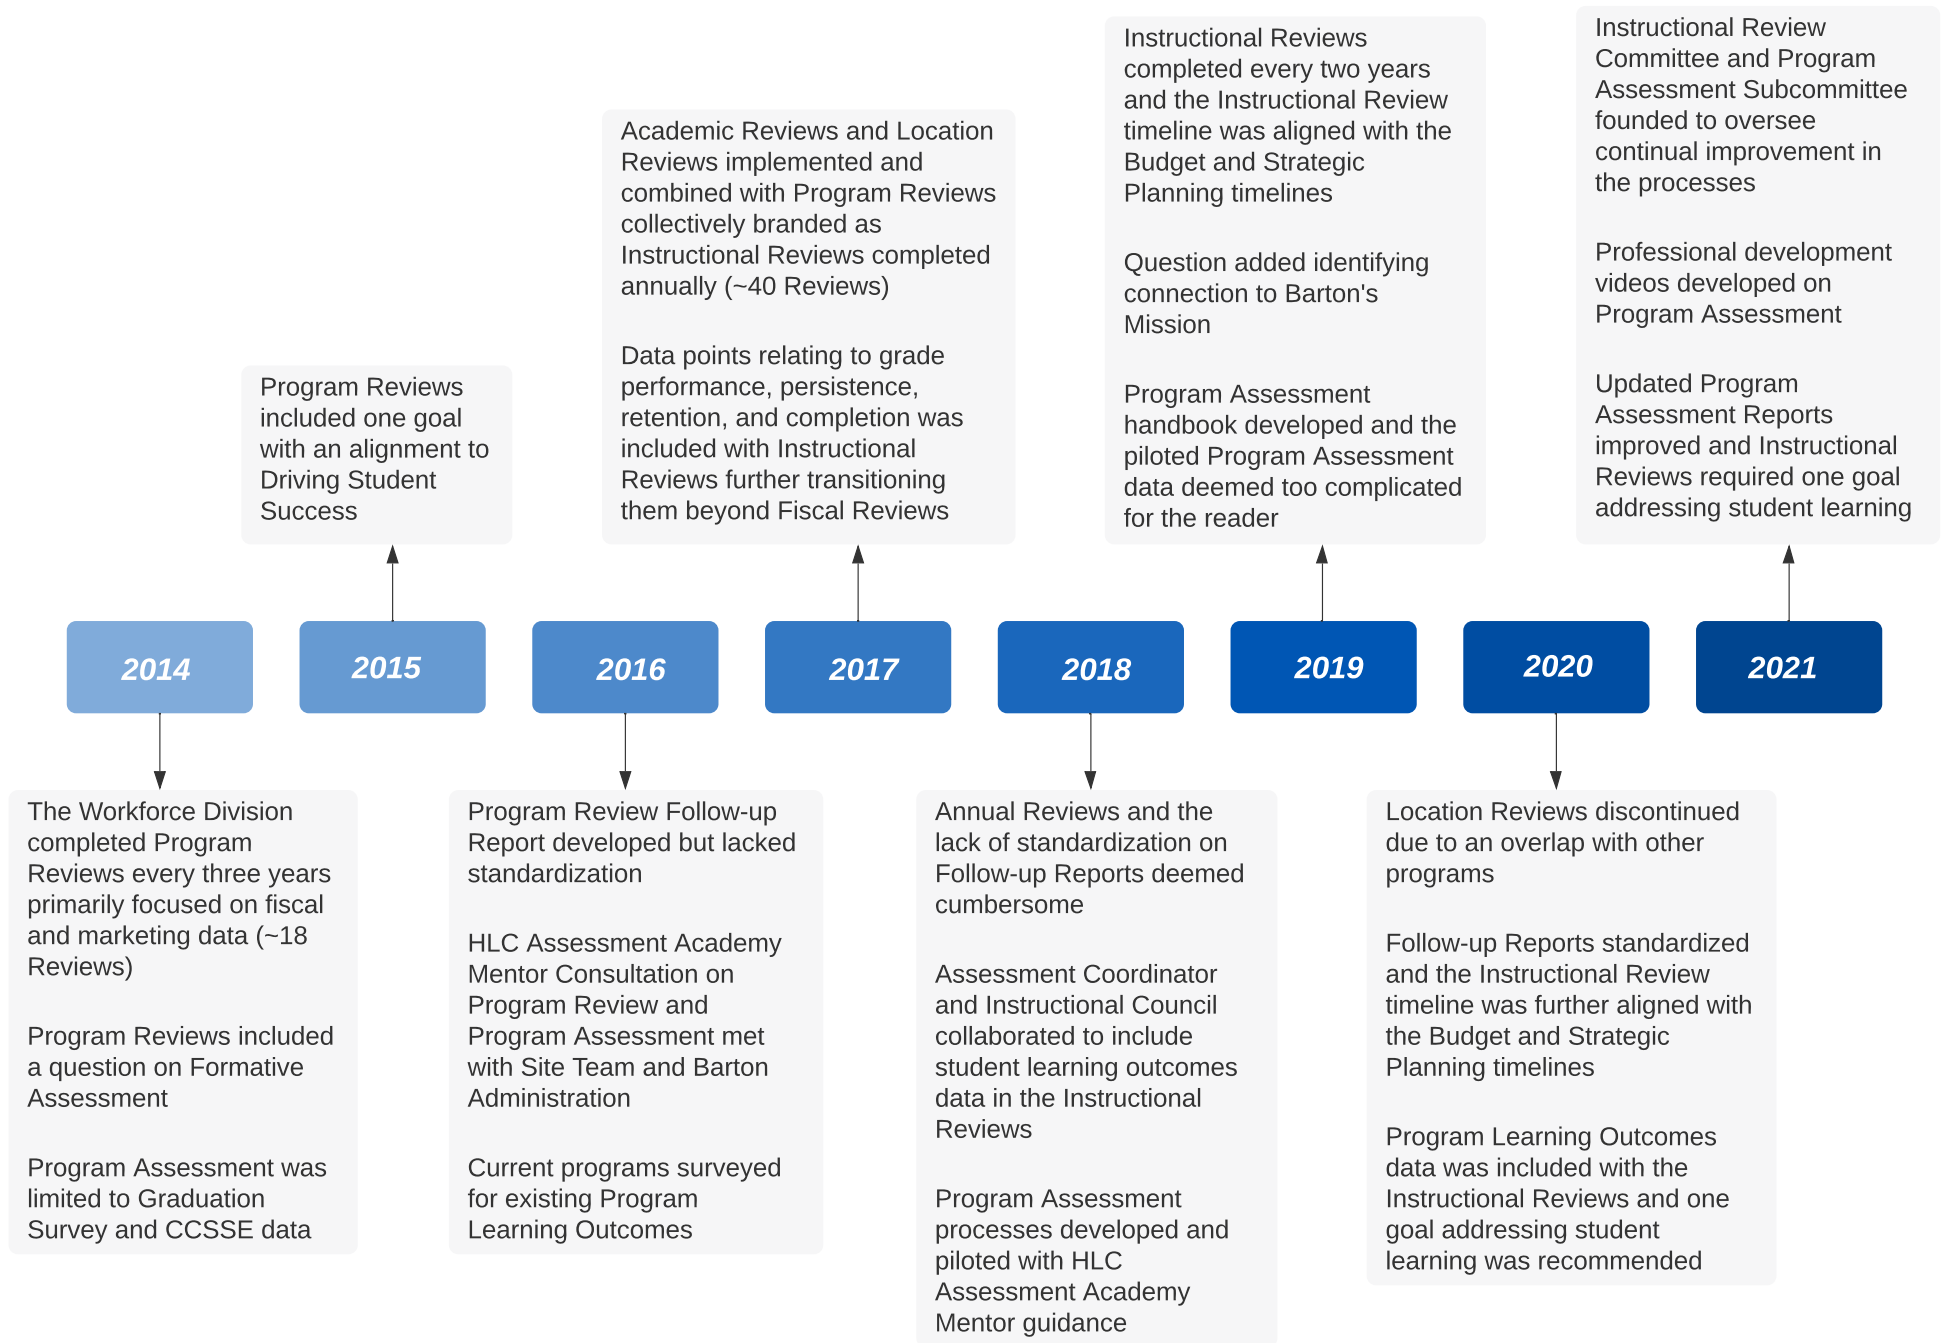 Instructional Review
Committee and Program
Assessment Subcommittee
founded to oversee
continual improvement in
the processes
Professional development
videos developed on
Program Assessment
Updated Program
Assessment Reports
improved and Instructional
Reviews required one goal
addressing student learning
Instructional Reviews
completed every two years
and the Instructional Review
timeline was aligned with the
Budget and Strategic
Planning timelines
Question added identifying
connection to Barton's
Mission
Program Assessment
handbook developed and the
piloted Program Assessment
data deemed too complicated
for the reader
Academic Reviews and Location
Reviews implemented and
combined with Program Reviews
collectively branded as
Instructional Reviews completed
annually (~40 Reviews)
Data points relating to grade
performance, persistence,
retention, and completion was
included with Instructional
Reviews further transitioning
them beyond Fiscal Reviews
Program Reviews
included one goal
with an alignment to
Driving Student
Success
2014
2015
2016
2017
2018
2019
2020
2021
The Workforce Division
completed Program
Reviews every three years
primarily focused on fiscal
and marketing data (~18
Reviews)
Program Reviews included
a question on Formative
Assessment
Program Assessment was
limited to Graduation
Survey and CCSSE data
Program Review Follow-up
Report developed but lacked
standardization
HLC Assessment Academy
Mentor Consultation on
Program Review and
Program Assessment met
with Site Team and Barton
Administration
Current programs surveyed
for existing Program
Learning Outcomes
Annual Reviews and the
lack of standardization on
Follow-up Reports deemed
cumbersome
Assessment Coordinator
and Instructional Council
collaborated to include
student learning outcomes
data in the Instructional
Reviews
Program Assessment
processes developed and
piloted with HLC
Assessment Academy
Mentor guidance
Location Reviews discontinued
due to an overlap with other
programs
Follow-up Reports standardized
and the Instructional Review
timeline was further aligned with
the Budget and Strategic
Planning timelines
Program Learning Outcomes
data was included with the
Instructional Reviews and one
goal addressing student
learning was recommended